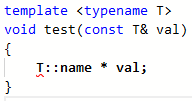 template <typename T>
void test(const T& val)
{
    T::name * val;
}